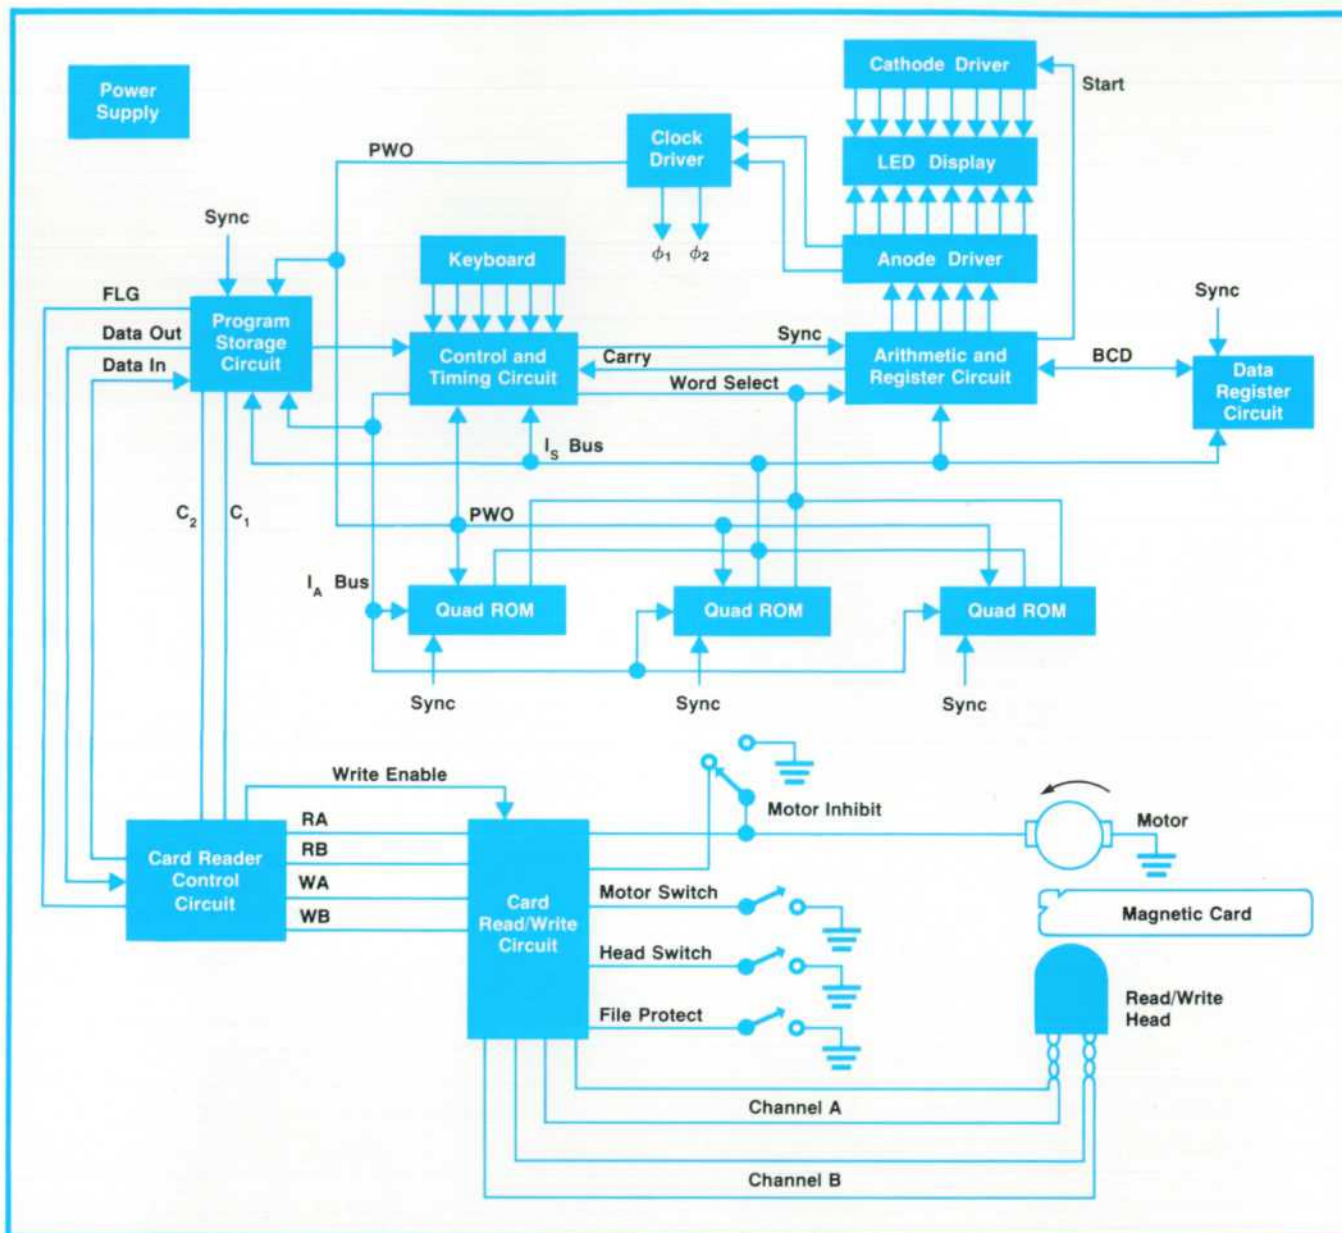 Cathode Driver
Start
Power
Supply
Clock
Driver
PWO
LED Display
Sync
ϕ1 ϕ2
Keyboard
Anode Driver
FLG
Sync
Program
Storage
Circuit
Data Out
Data In
Control and
Timing Circuit
Sync
Carry
Word Select
Arithmetic and
Register Circuit
BCD
Data
Register
Circuit
IS Bus
C2 C1
PWO
IA Bus
Quad ROM
Quad ROM
Quad ROM
Sync
Sync
Sync
Write Enable
Motor Inhibit
Motor
RA
RB
WA
WB
Card Reader
Control
Circuit
Card
Read/Write
Circuit
Motor Switch
Head Switch
File Protect
Magnetic Card
Read/Write
Head
Channel A
Channel B